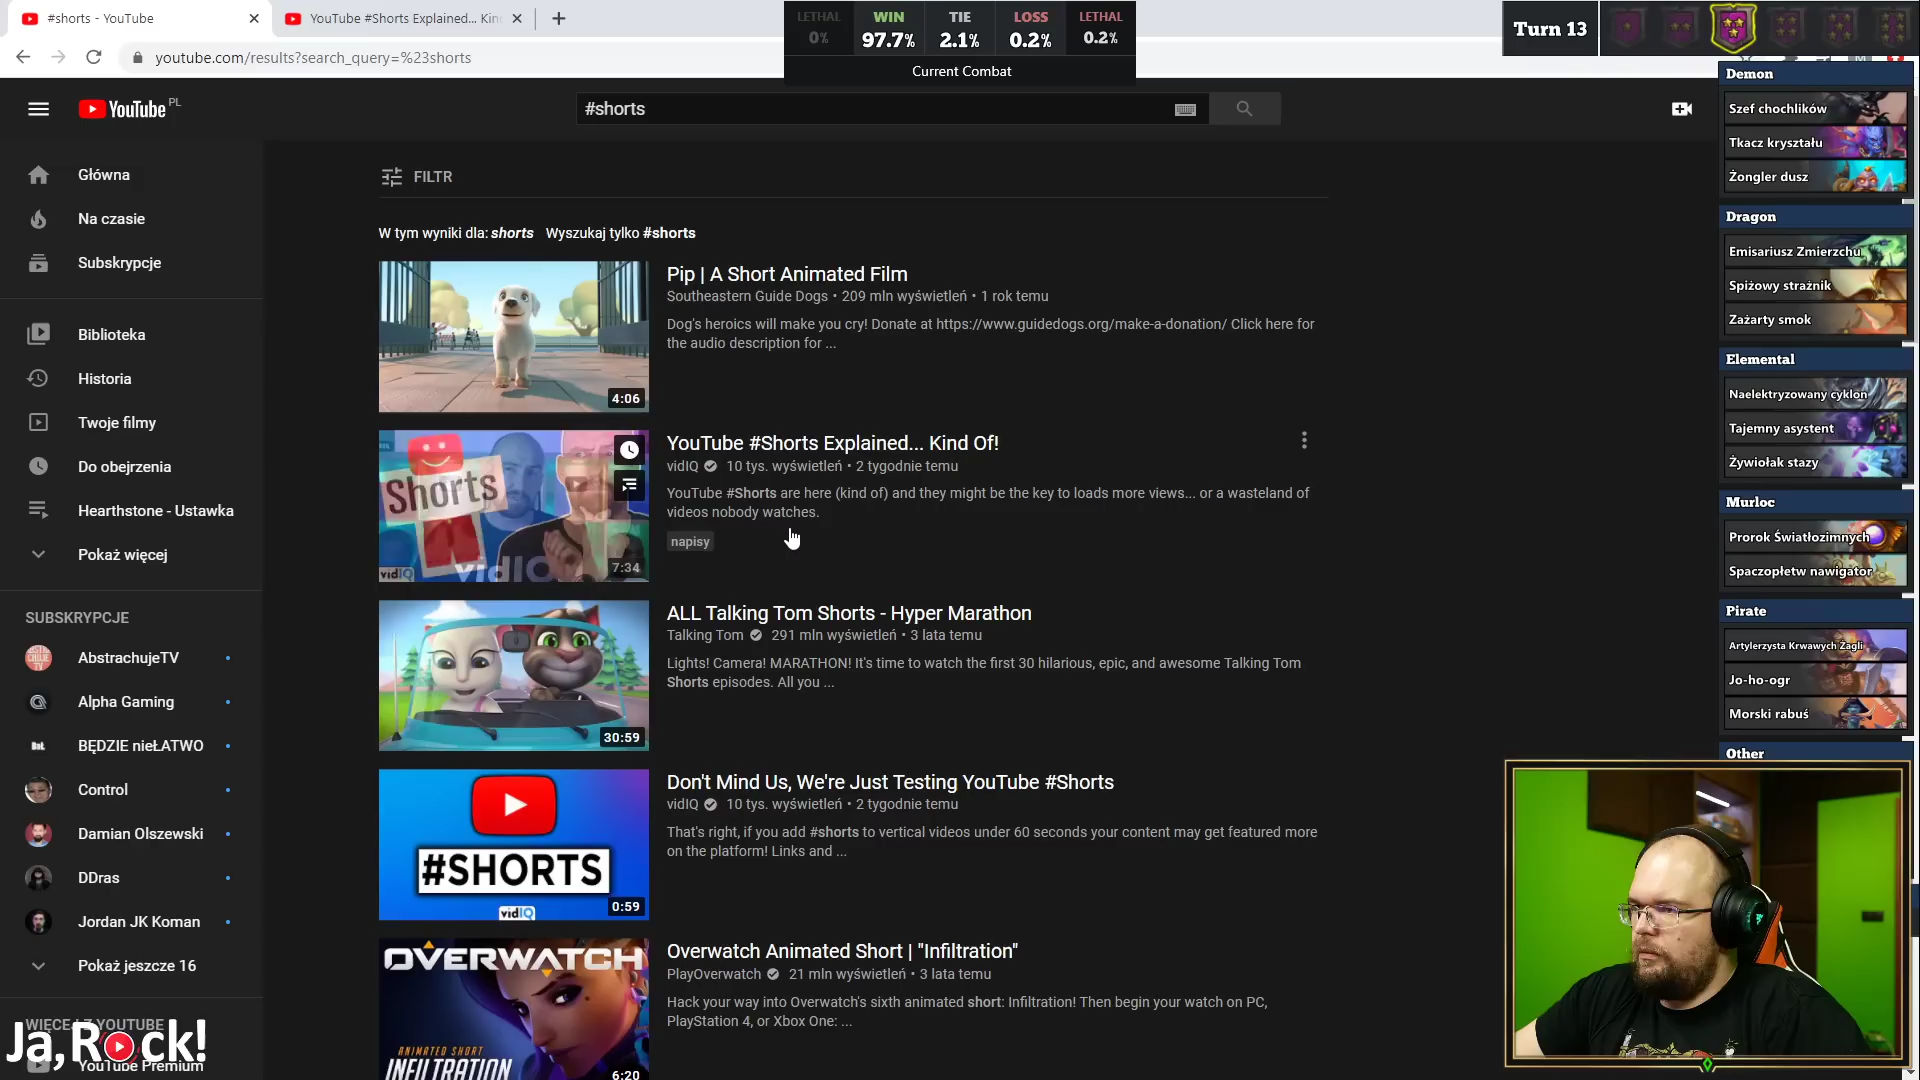 #shorts - YouTube
YouTube #Shorts Explained... Kin
youtube.com/results?search_query=%23shorts
LETHAL
0%
WIN
97.7%
TIE
2.1%
LOSS
0.2%
LETHAL
0.2%
Current Combat
Turn 13
YouTube PL
#shorts
Główna
Na czasie
Subskrypcje
Biblioteka
Historia
Twoje filmy
Do obejrzenia
Hearthstone - Ustawka
Pokaż więcej
SUBSKRYPCJE
AbstrachujeTV
Alpha Gaming
BĘDZIE nieŁATWO
Control
Damian Olszewski
DDras
Jordan JK Koman
Pokaż jeszcze 16
WIĘCEJ Z YOUTUBE
Ja, Rock!
YouTube Premium
FILTR
W tym wyniki dla: shorts Wyszukaj tylko #shorts
4:06
Pip | A Short Animated Film
Southeastern Guide Dogs • 209 mln wyświetleń • 1 rok temu
Dog's heroics will make you cry! Donate at https://www.guidedogs.org/make-a-donation/ Click here for
the audio description for ...
Shorts
vidIQ
vidIQ
7:34
YouTube #Shorts Explained... Kind Of!
vidIQ 10 tys. wyświetleń • 2 tygodnie temu
YouTube #Shorts are here (kind of) and they might be the key to loads more views... or a wasteland of
videos nobody watches.
napisy
30:59
ALL Talking Tom Shorts - Hyper Marathon
Talking Tom 291 mln wyświetleń • 3 lata temu
Lights! Camera! MARATHON! It's time to watch the first 30 hilarious, epic, and awesome Talking Tom
Shorts episodes. All you ...
#SHORTS
vidIQ
0:59
Don't Mind Us, We're Just Testing YouTube #Shorts
vidIQ 10 tys. wyświetleń • 2 tygodnie temu
That's right, if you add #shorts to vertical videos under 60 seconds your content may get featured more
on the platform! Links and ...
OVERWATCH
ANIMATED SHORT
INFILTRATION
6:20
Overwatch Animated Short | "Infiltration"
PlayOverwatch 21 mln wyświetleń • 3 lata temu
Hack your way into Overwatch's sixth animated short: Infiltration! Then begin your watch on PC,
PlayStation 4, or Xbox One: ...
Demon
Szef chochlików
Tkacz kryształu
Żongler dusz
Dragon
Emisariusz Zmierzchu
Spiżowy strażnik
Zażarty smok
Elemental
Naelektryzowany cyklon
Tajemny asystent
Żywiołak stazy
Murloc
Prorok Światłozimnych
Spaczopłetw nawigator
Pirate
Artylerzysta Krwawych Żagli
Jo-ho-ogr
Morski rabuś
Other